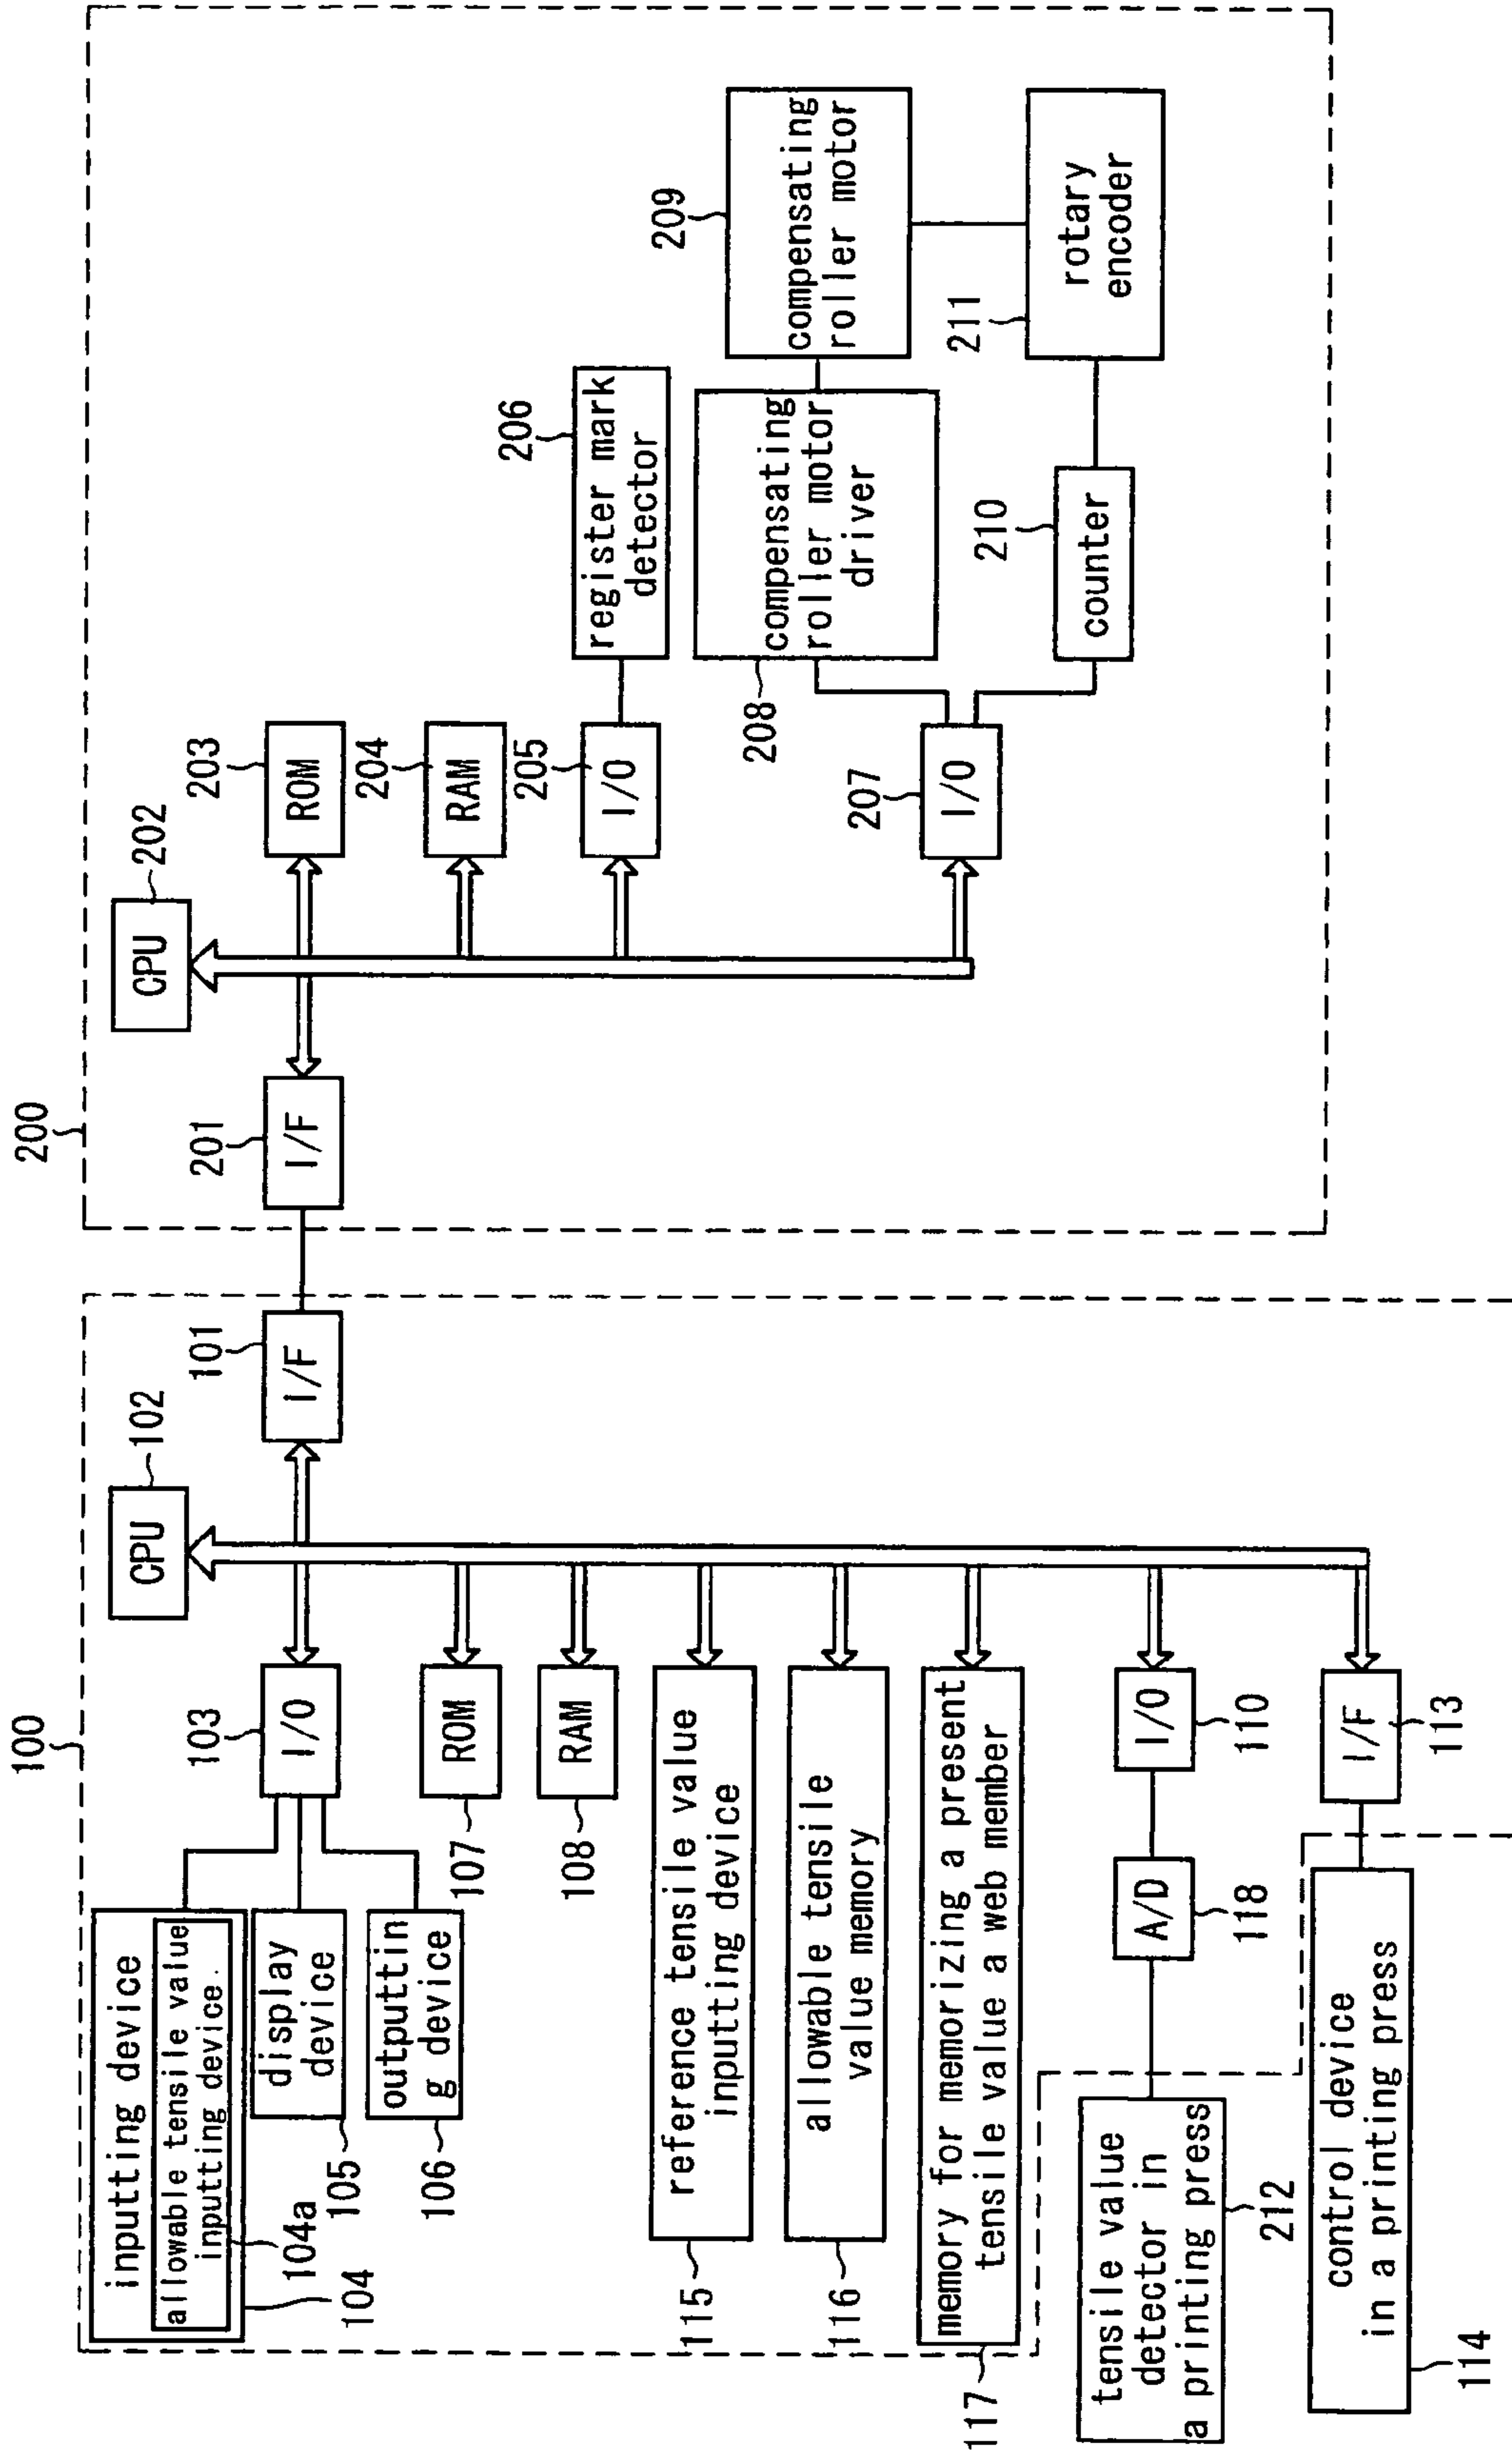 100
200
CPU
102
CPU
202
inputting device
allowable tensile value
inputting device.
104a
104
I/O
103
I/F
101
I/F
201
ROM
203
display
device
105
outputtin
g device
106
ROM
107
RAM
204
RAM
108
I/O
205
register mark
detector
206
reference tensile value
inputting device
115
compensating
roller motor
driver
208
compensating
roller motor
209
allowable tensile
value memory
116
memory for memorizing a present
tensile value a web member
117
I/O
207
counter
210
rotary
encoder
211
tensile value
detector in
a printing press
212
A/D
118
I/O
110
control device
in a printing press
114
I/F
113